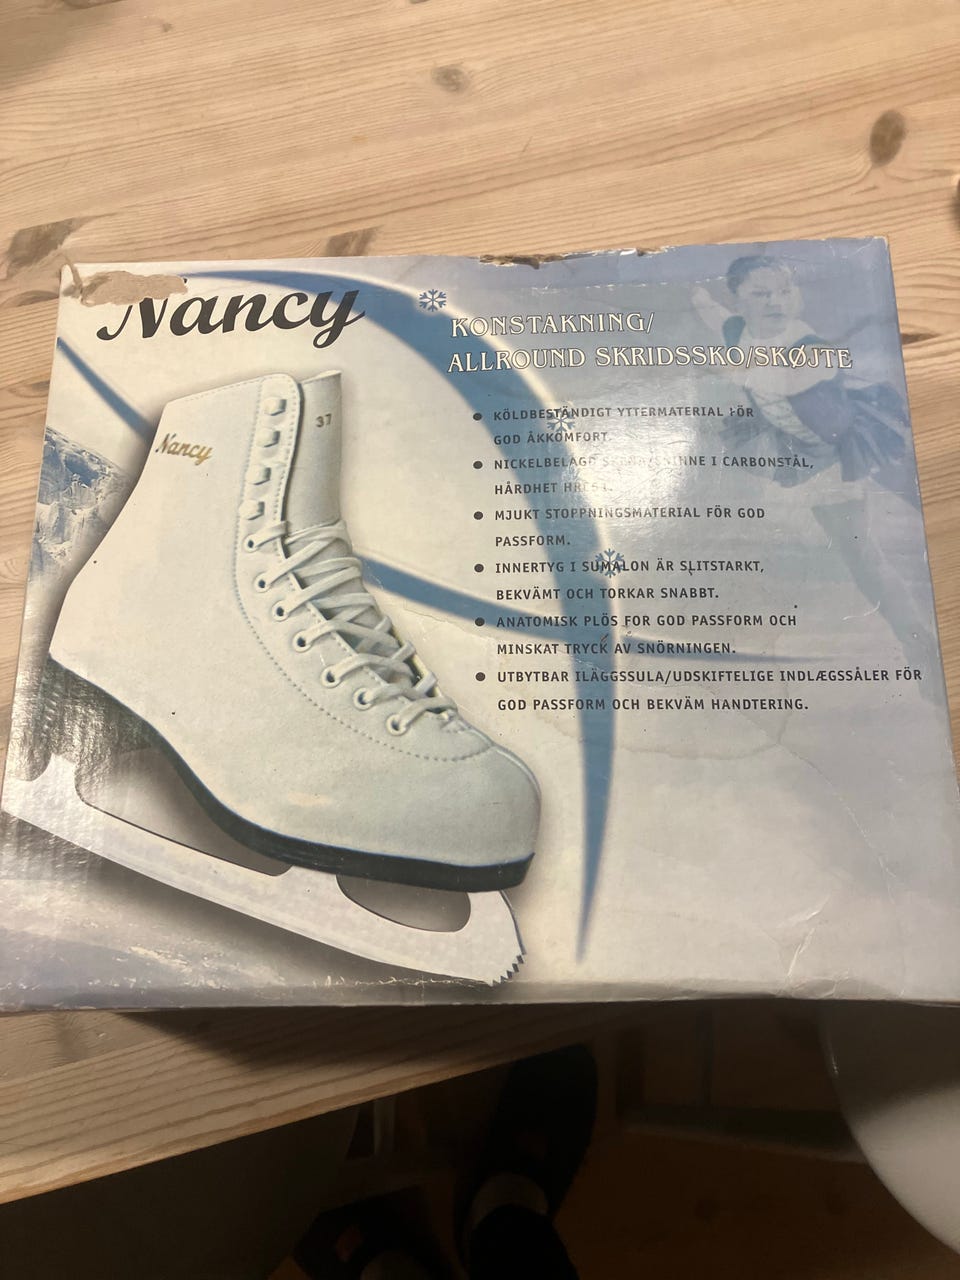 Nancy
KONSTAKNING/
ALLROUND SKRIDSSKO/SKØJTE
Nancy
37
KÖLDBESTÄNDIGT YTTERMATERIAL FÖR
GOD ÅKKOMFORT.
NICKELBELAGD I CARBONSTÅL,
HÅRDHET
MJUKT STOPPNINGSMATERIAL FÖR GOD
PASSFORM.
INNERTYG I SUMALON ÄR SLITSTARKT,
BEKVÄMT OCH TORKAR SNABBT.
ANATOMISK PLÖS FOR GOD PASSFORM OCH
MINSKAT TRYCK AV SNÖRNINGEN.
UTBYTBAR ILÄGGSSULA/UDSKIFTELIGE INDLÆGSSÅLER FÖR
GOD PASSFORM OCH BEKVÄM HANDTERING.